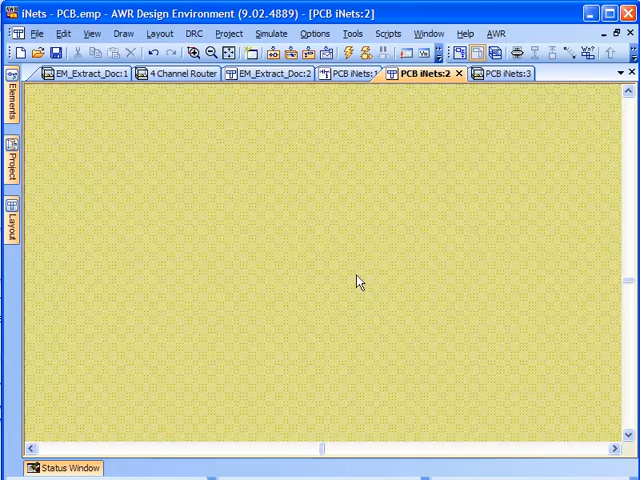 iNets - PCB.emp - AWR Design Environment (9.02.4889) - [PCB iNets:2]
File Edit View Draw Layout DRC Project Simulate Options Tools Scripts Window Help AWR
EM_Extract_Doc:1 4 Channel Router EM_Extract_Doc:2 PCB iNets:1 PCB iNets:2 PCB iNets:3
Elements
Project
Layout
Status Window